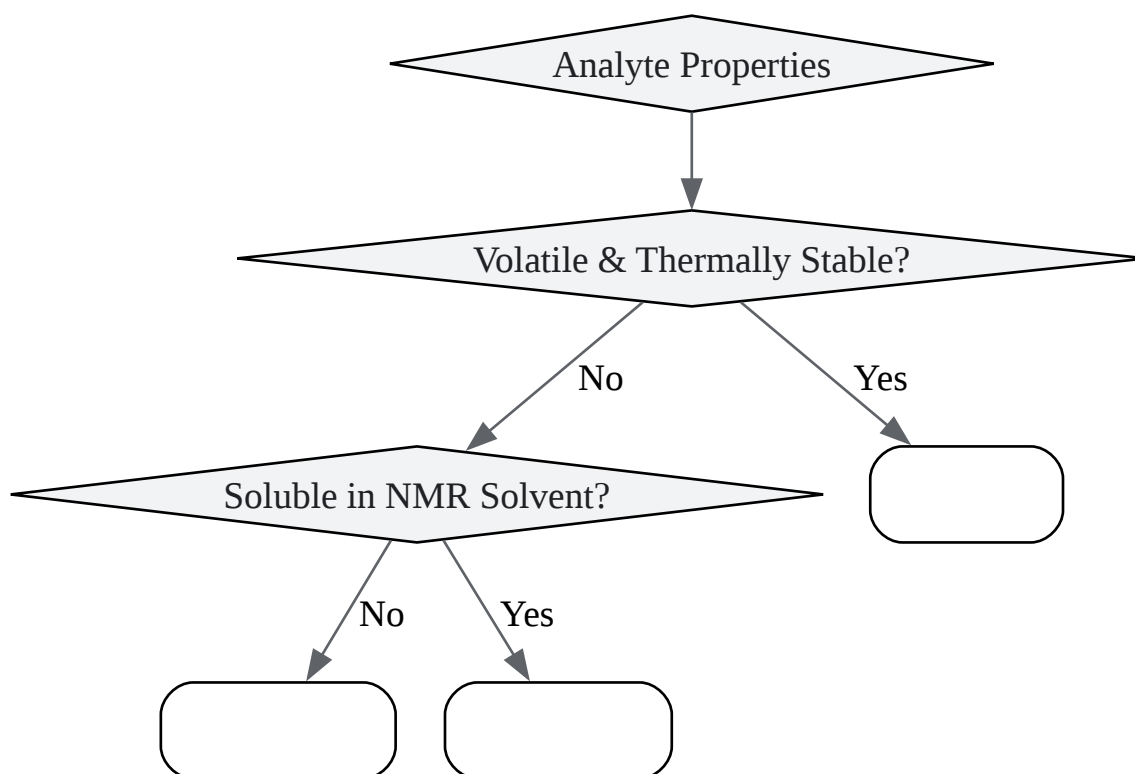 Analyte Properties
Volatile & Thermally Stable?
No
Yes
Soluble in NMR Solvent?
No
Yes